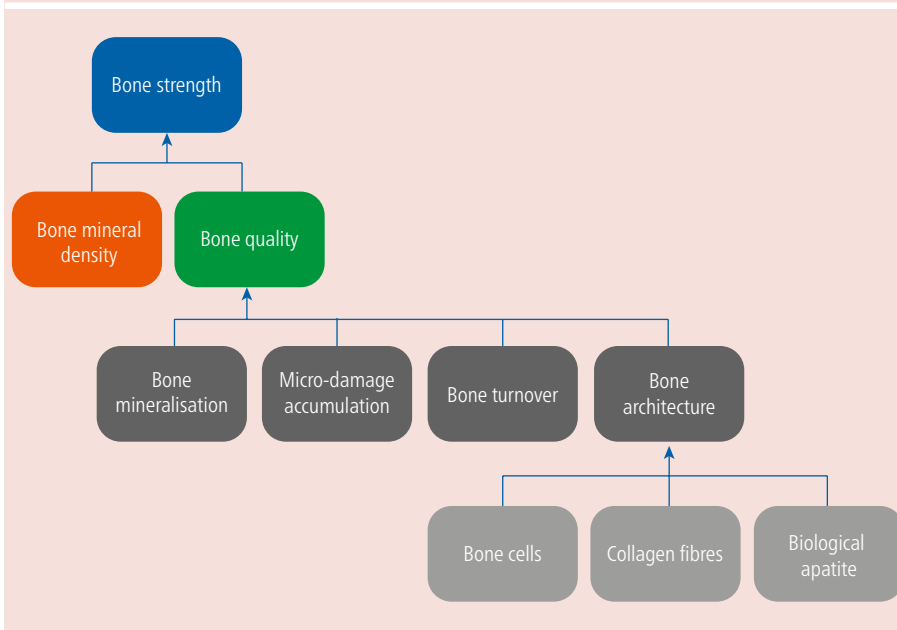 Bone strength
Bone mineral
density
Bone quality
Bone
mineralisation
Micro-damage
accumulation
Bone turnover
Bone
architecture
Bone cells
Collagen fibres
Biological
apatite